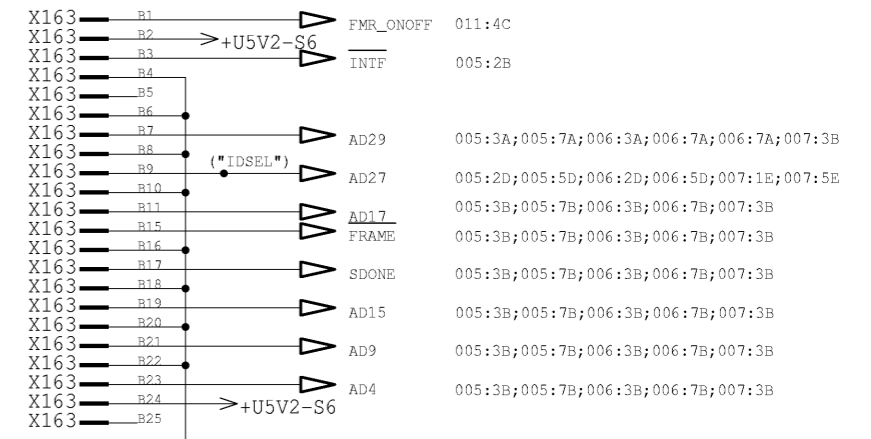 X163 B1 FMR_ONOFF 011:4C
X163 B2 +U5V2-S6
X163 B3 INTF 005:2B
X163 B4
X163 B5
X163 B6
X163 B7 AD29 005:3A;005:7A;006:3A;006:7A;006:7A;007:3B
X163 B8
X163 B9 ("IDSEL") AD27 005:2D;005:5D;006:2D;006:5D;007:1E;007:5E
X163 B10
X163 B11 AD17 005:3B;005:7B;006:3B;006:7B;007:3B
X163 B15 FRAME 005:3B;005:7B;006:3B;006:7B;007:3B
X163 B16
X163 B17 SDONE 005:3B;005:7B;006:3B;006:7B;007:3B
X163 B18
X163 B19 AD15 005:3B;005:7B;006:3B;006:7B;007:3B
X163 B20
X163 B21 AD9 005:3B;005:7B;006:3B;006:7B;007:3B
X163 B22
X163 B23 AD4 005:3B;005:7B;006:3B;006:7B;007:3B
X163 B24 +U5V2-S6
X163 B25